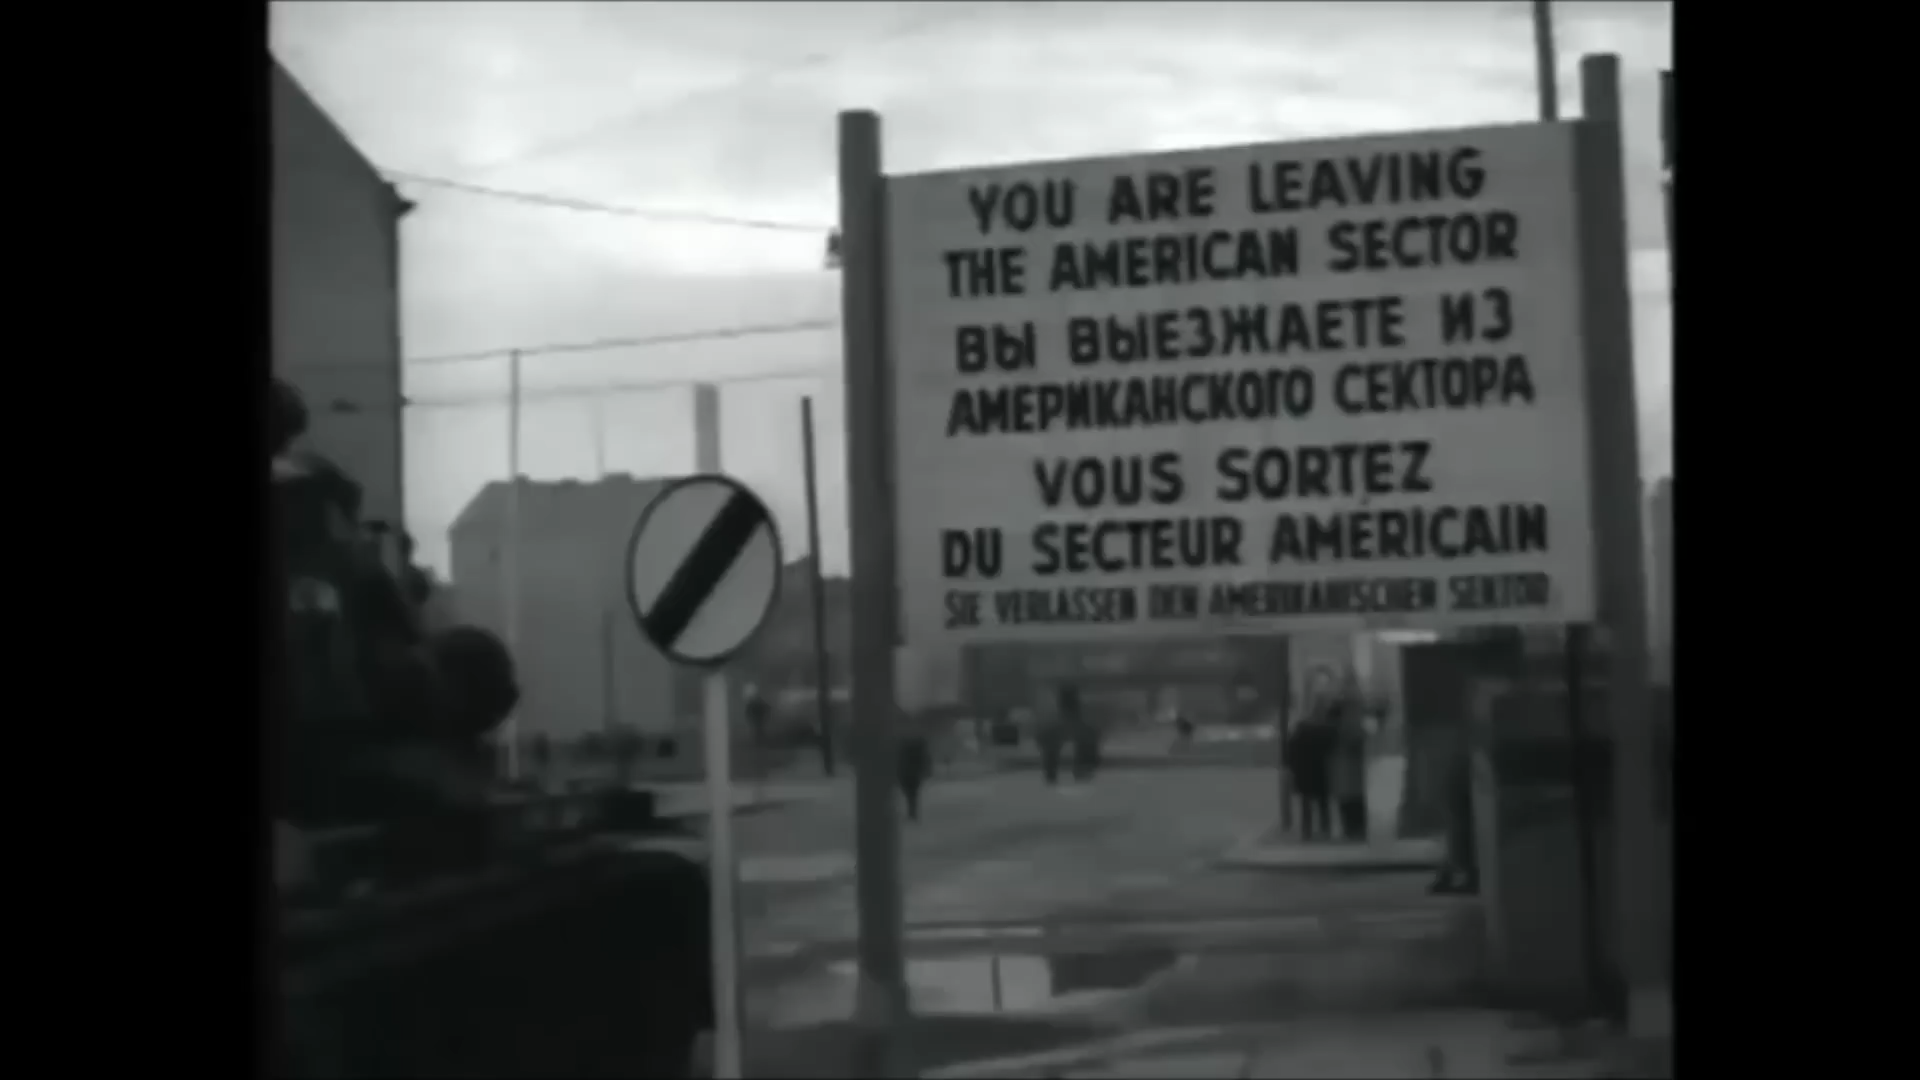 YOU ARE LEAVING
THE AMERICAN SECTOR
ВЫ ВЫЕЗЖАЕТЕ ИЗ
АМЕРИКАНСКОГО СЕКТОРА
VOUS SORTEZ
DU SECTEUR AMÉRICAIN
SIE VERLASSEN DEN AMERIKANISCHEN SEKTOR